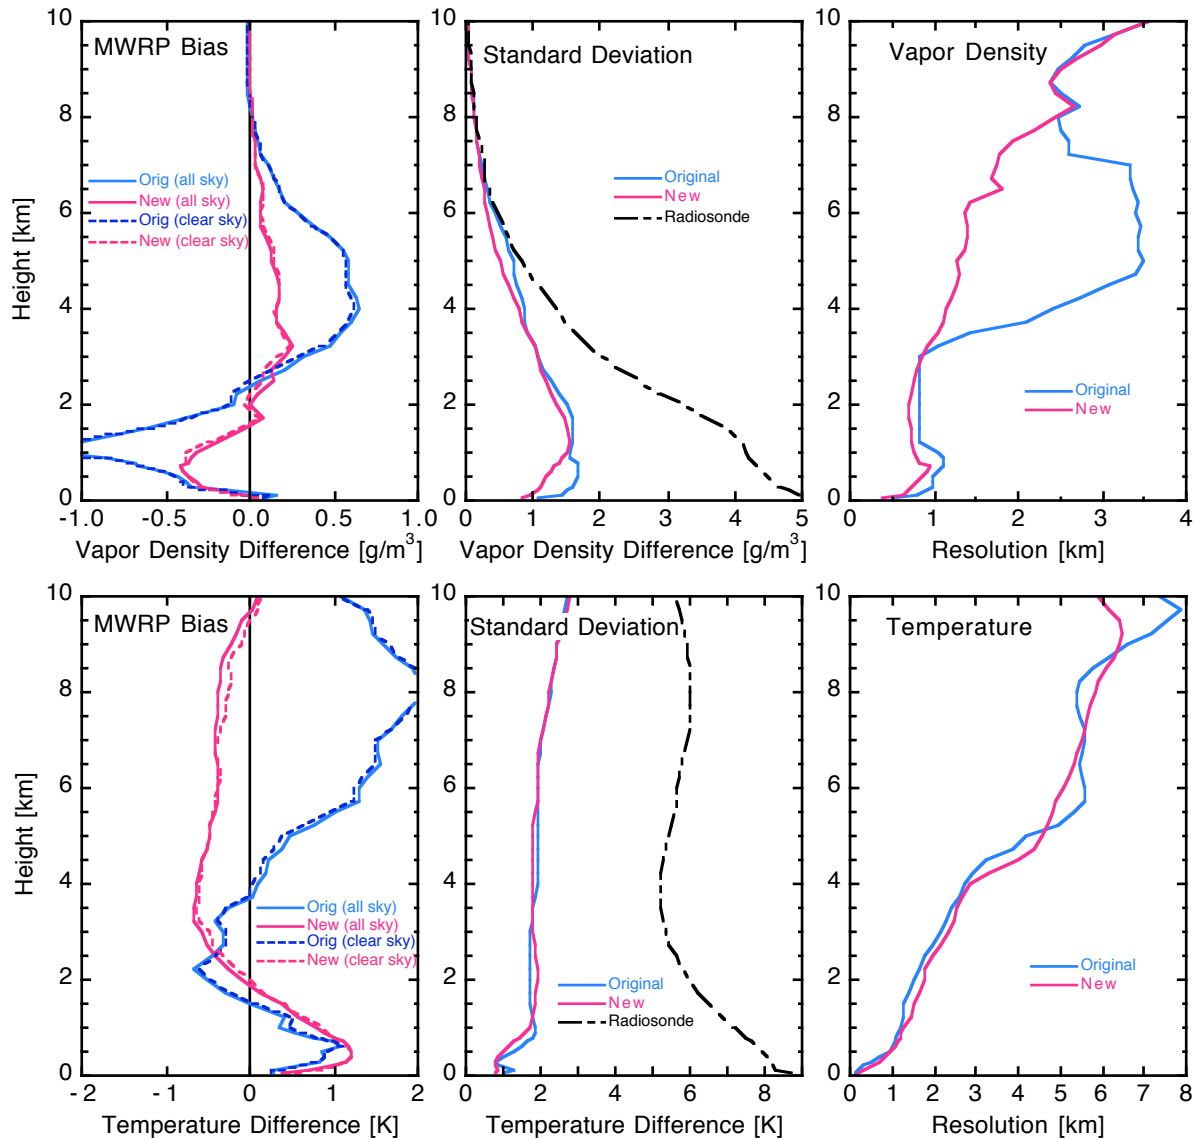 MWRP Bias
Height [km]
10
8
6
4
2
0
Orig (all sky)
New (all sky)
Orig (clear sky)
New (clear sky)
-1.0 -0.5 0.0 0.5 1.0
Vapor Density Difference [g/m³]
Standard Deviation
10
8
6
4
2
0
Original
New
Radiosonde
0 1 2 3 4 5
Vapor Density Difference [g/m³]
Vapor Density
10
8
6
4
2
0
Original
New
0 1 2 3 4
Resolution [km]
MWRP Bias
Height [km]
10
8
6
4
2
0
Orig (all sky)
New (all sky)
Orig (clear sky)
New (clear sky)
-2 -1 0 1 2
Temperature Difference [K]
Standard Deviation
10
8
6
4
2
0
Original
New
Radiosonde
0 2 4 6 8
Temperature Difference [K]
Temperature
10
8
6
4
2
0
Original
New
0 1 2 3 4 5 6 7 8
Resolution [km]